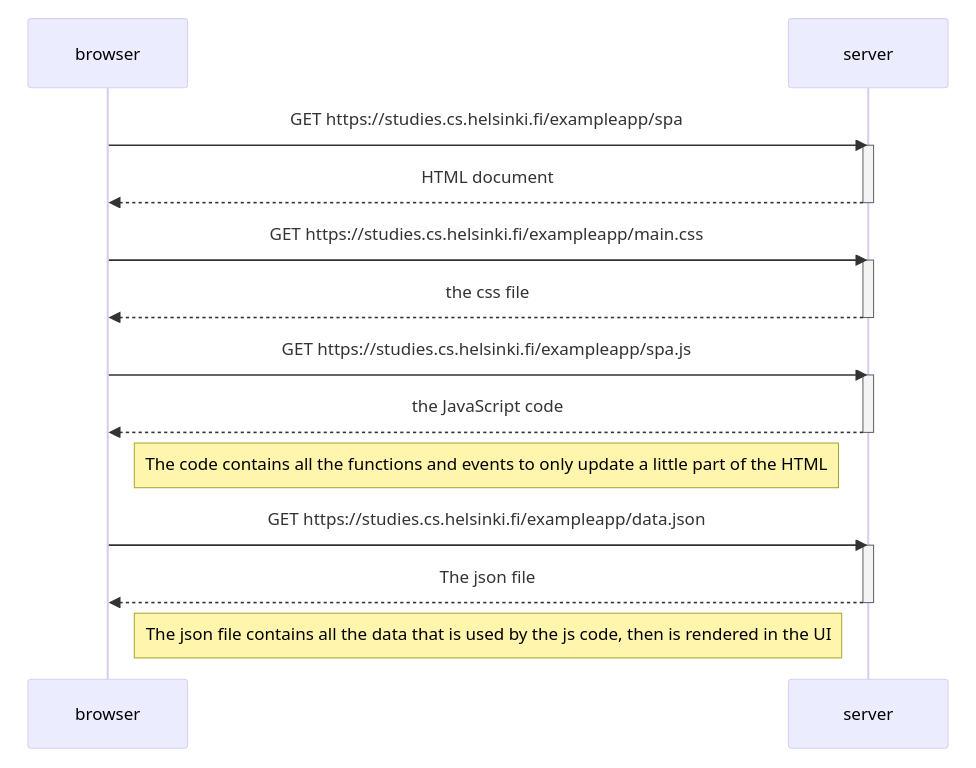 browser
server
GET https://studies.cs.helsinki.fi/exampleapp/spa
HTML document
GET https://studies.cs.helsinki.fi/exampleapp/main.css
the css file
GET https://studies.cs.helsinki.fi/exampleapp/spa.js
the JavaScript code
The code contains all the functions and events to only update a little part of the HTML
GET https://studies.cs.helsinki.fi/exampleapp/data.json
The json file
The json file contains all the data that is used by the js code, then is rendered in the UI
browser
server